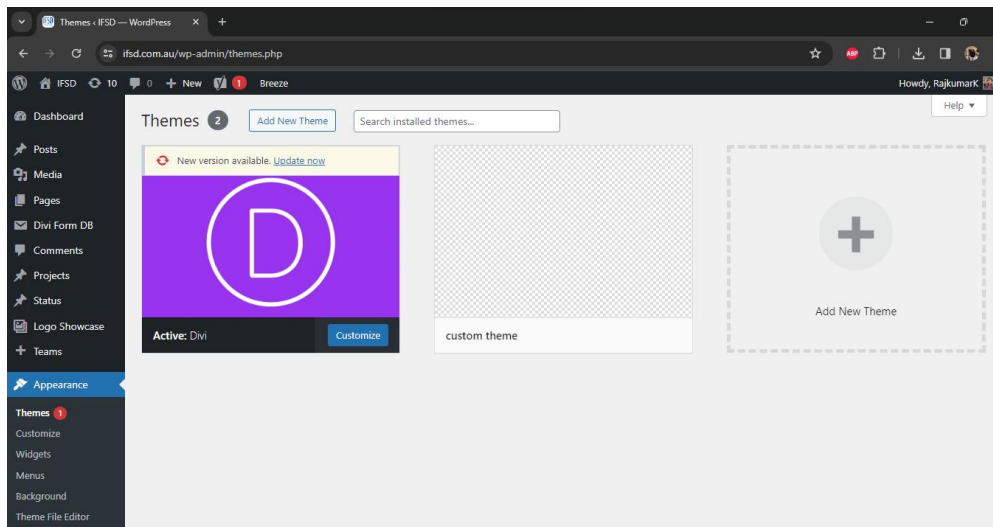 Themes ‹ IFSD — WordPress
ifsd.com.au/wp-admin/themes.php
ABP
IFSD 10 0 New 1 Breeze Howdy, RajkumarK
Help
Dashboard
Posts
Media
Pages
Divi Form DB
Comments
Projects
Status
Logo Showcase
Teams
Appearance
Themes 1
Customize
Widgets
Menus
Background
Theme File Editor
Themes 2 Add New Theme Search installed themes...
New version available. Update now
D
Active: Divi Customize
custom theme
Add New Theme